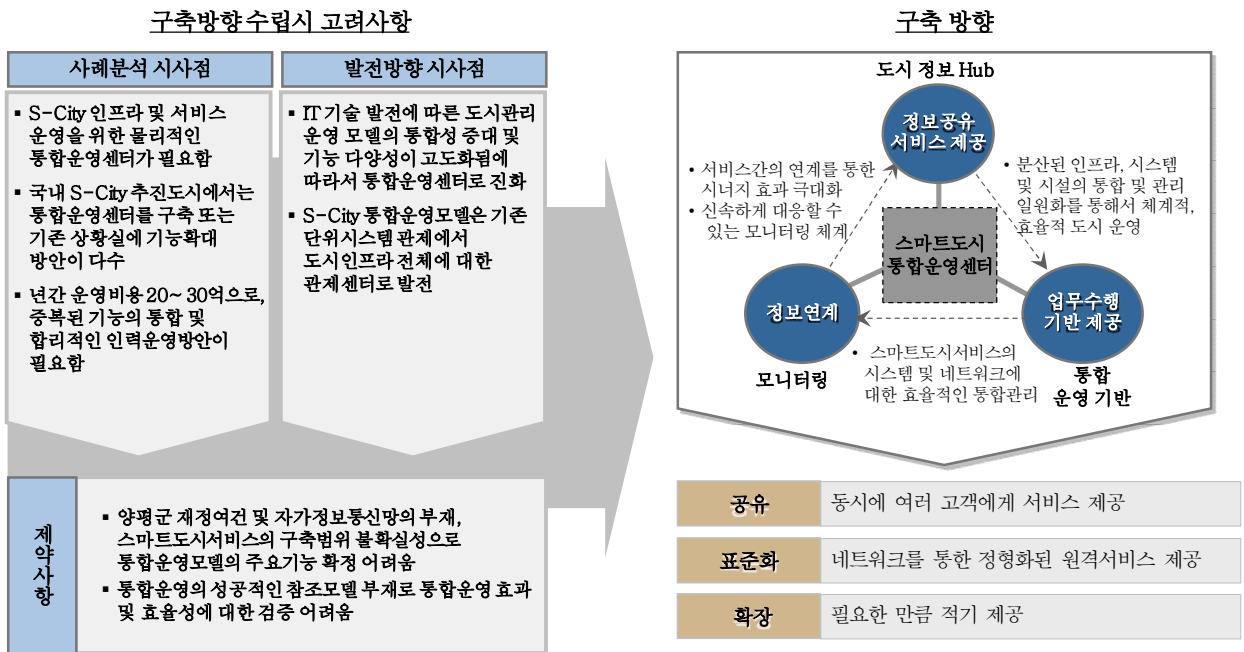 구축방향 수립시 고려사항
사례분석 시사점
▪ S-City 인프라 및 서비스
운영을 위한 물리적인
통합운영센터가 필요함
▪ 국내 S-City 추진도시에서는
통합운영센터를 구축 또는
기존 상황실에 기능확대
방안이 다수
▪ 년간 운영비용 20~30억으로,
중복된 기능의 통합 및
합리적인 인력운영방안이
필요함
발전방향 시사점
▪ IT 기술 발전에 따른 도시관리
운영 모델의 통합성 증대 및
기능 다양성이 고도화됨에
따라서 통합운영센터로 진화
▪ S-City 통합운영모델은 기존
단위시스템 관제에서
도시인프라 전체에 대한
관제센터로 발전
제약사항
▪ 양평군 재정여건 및 자가정보통신망의 부재,
스마트도시서비스의 구축범위 불확실성으로
통합운영모델의 주요기능 확정 어려움
▪ 통합운영의 성공적인 참조모델 부재로 통합운영 효과
및 효율성에 대한 검증 어려움
구축 방향
도시 정보 Hub
정보공유
서비스 제공
• 서비스간의 연계를 통한
시너지 효과 극대화
• 신속하게 대응할 수
있는 모니터링 체계
• 분산된 인프라, 시스템
및 시설의 통합 및 관리
일원화를 통해서 체계적,
효율적 도시 운영
스마트도시
통합운영센터
정보연계
모니터링
업무수행
기반 제공
통합
운영 기반
• 스마트도시서비스의
시스템 및 네트워크에
대한 효율적인 통합관리
공유
동시에 여러 고객에게 서비스 제공
표준화
네트워크를 통한 정형화된 원격서비스 제공
확장
필요한 만큼 적기 제공